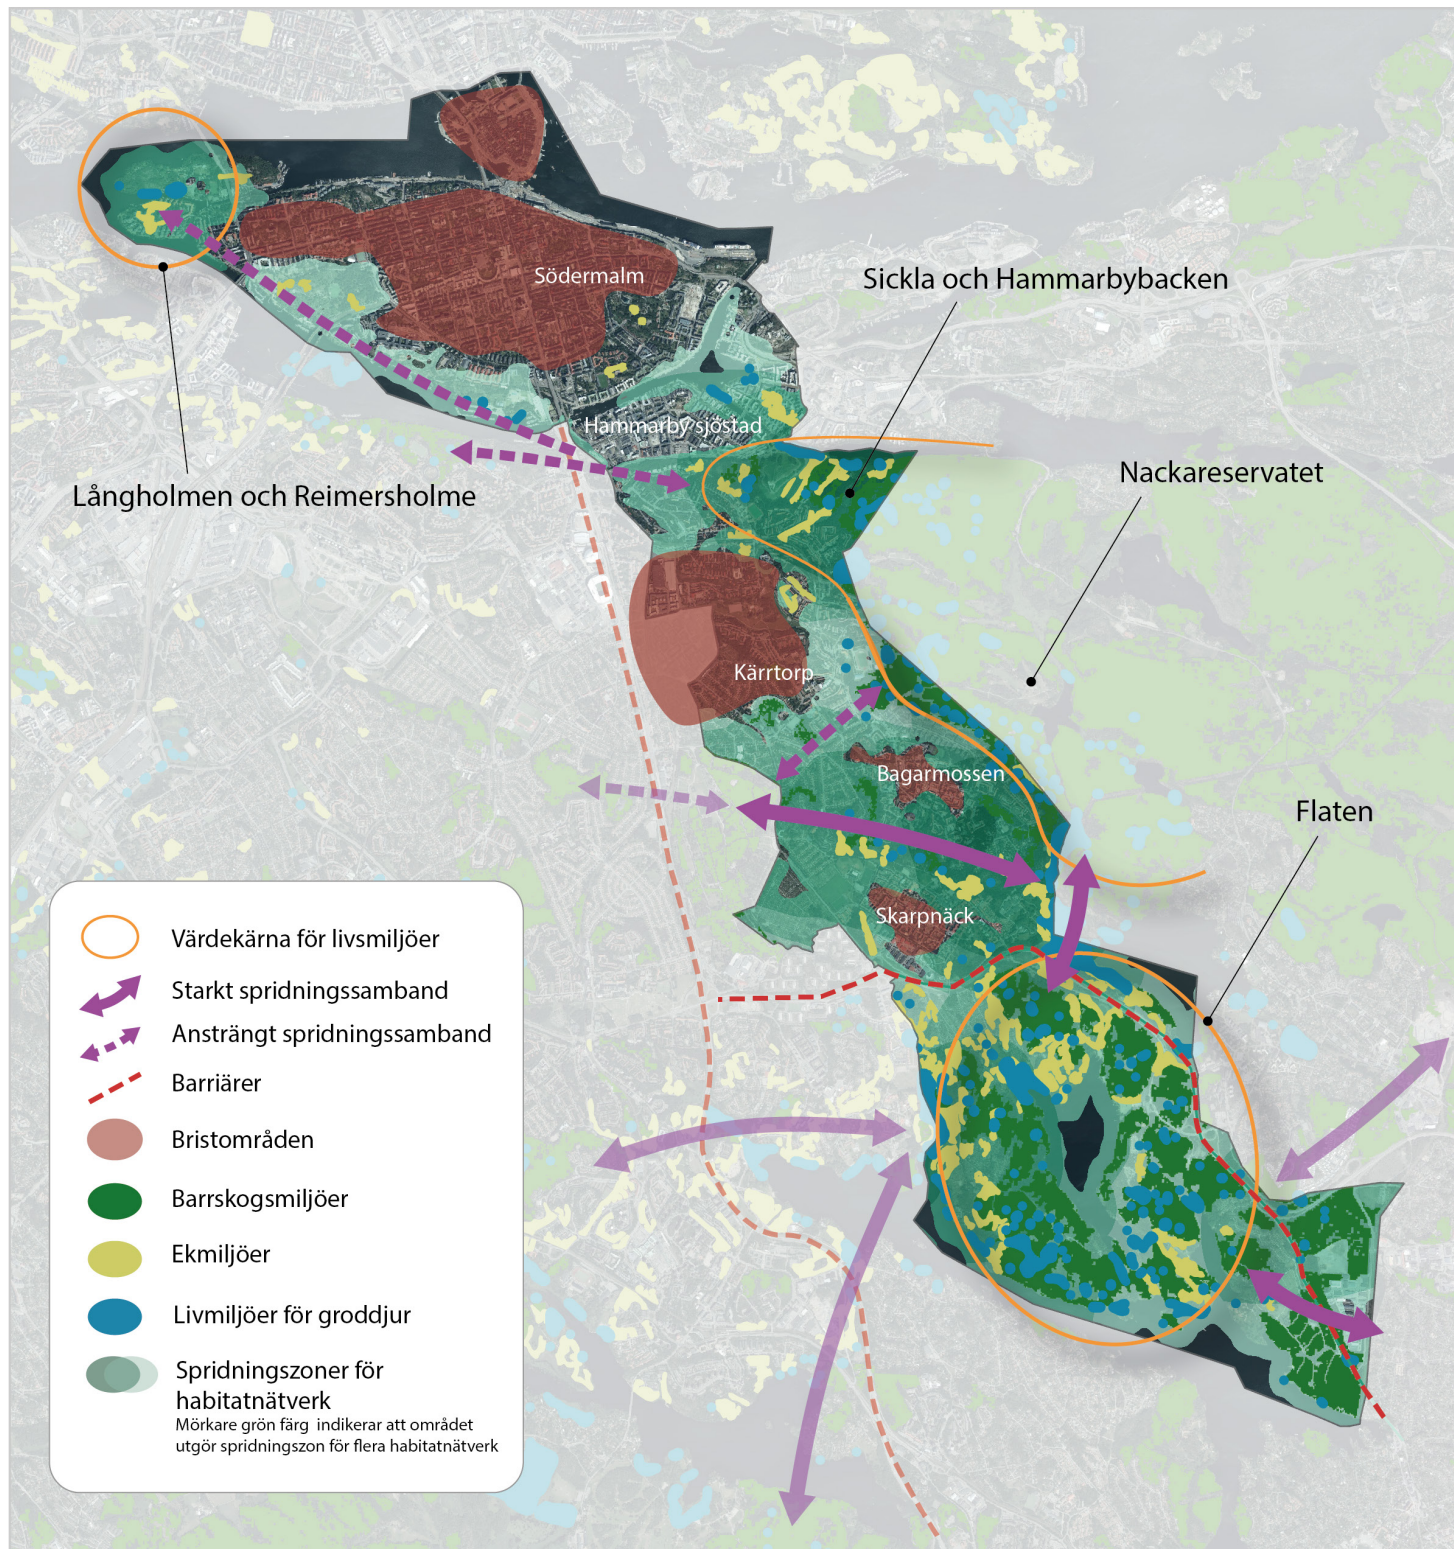 Södermalm
Sickla och Hammarbybacken
Hammarby sjöstad
Nackareservatet
Långholmen och Reimersholme
Kärrtorp
Bagarmossen
Flaten
Skarpnäck
Värdekärna för livsmiljöer
Starkt spridningssamband
Ansträngt spridningssamband
Barriärer
Bristområden
Barrskogsmiljöer
Ekmiljöer
Livmiljöer för groddjur
Spridningszoner för
habitatnätverk
Mörkare grön färg indikerar att området
utgör spridningszon för flera habitatnätverk